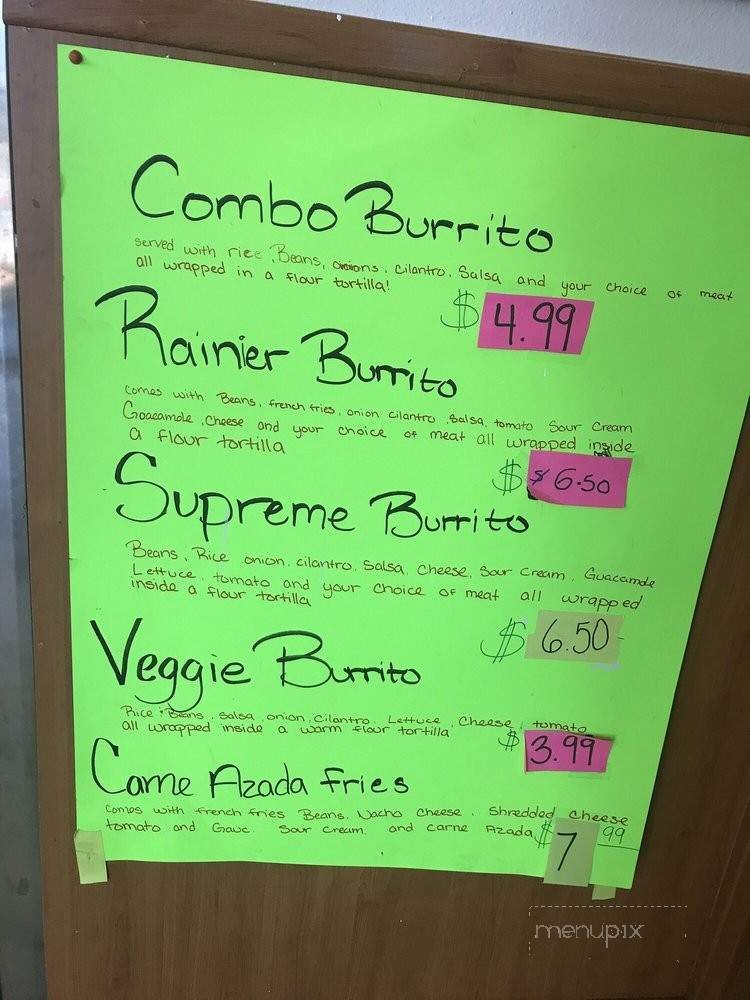 Combo Burrito
served with rice, Beans, onions, cilantro, Salsa and your choice of meat
all wrapped in a flour tortilla!
$ 4.99
Rainier Burrito
comes with Beans, french fries, onion cilantro, Salsa, tomato Sour Cream
Goacamole, Cheese and your choice of meat all wrapped inside
a flour tortilla
$ $6.50
Supreme Burrito
Beans, Rice onion, cilantro, Salsa, Cheese, Sour Cream, Guacamole
Lettuce, tomato and your choice of meat all wrapped
inside a flour tortilla
$ 6.50
Veggie Burrito
Rice, Beans, Salsa, onion, Cilantro, Lettuce, Cheese, tomato
all wrapped inside a warm flour tortilla
$ 3.99
Carne Azada Fries
Comes with french fries Beans, Nacho Cheese, Shredded Cheese
tomato and Gauc. Sour Cream. and Carne Azada $ 7 99
menupix